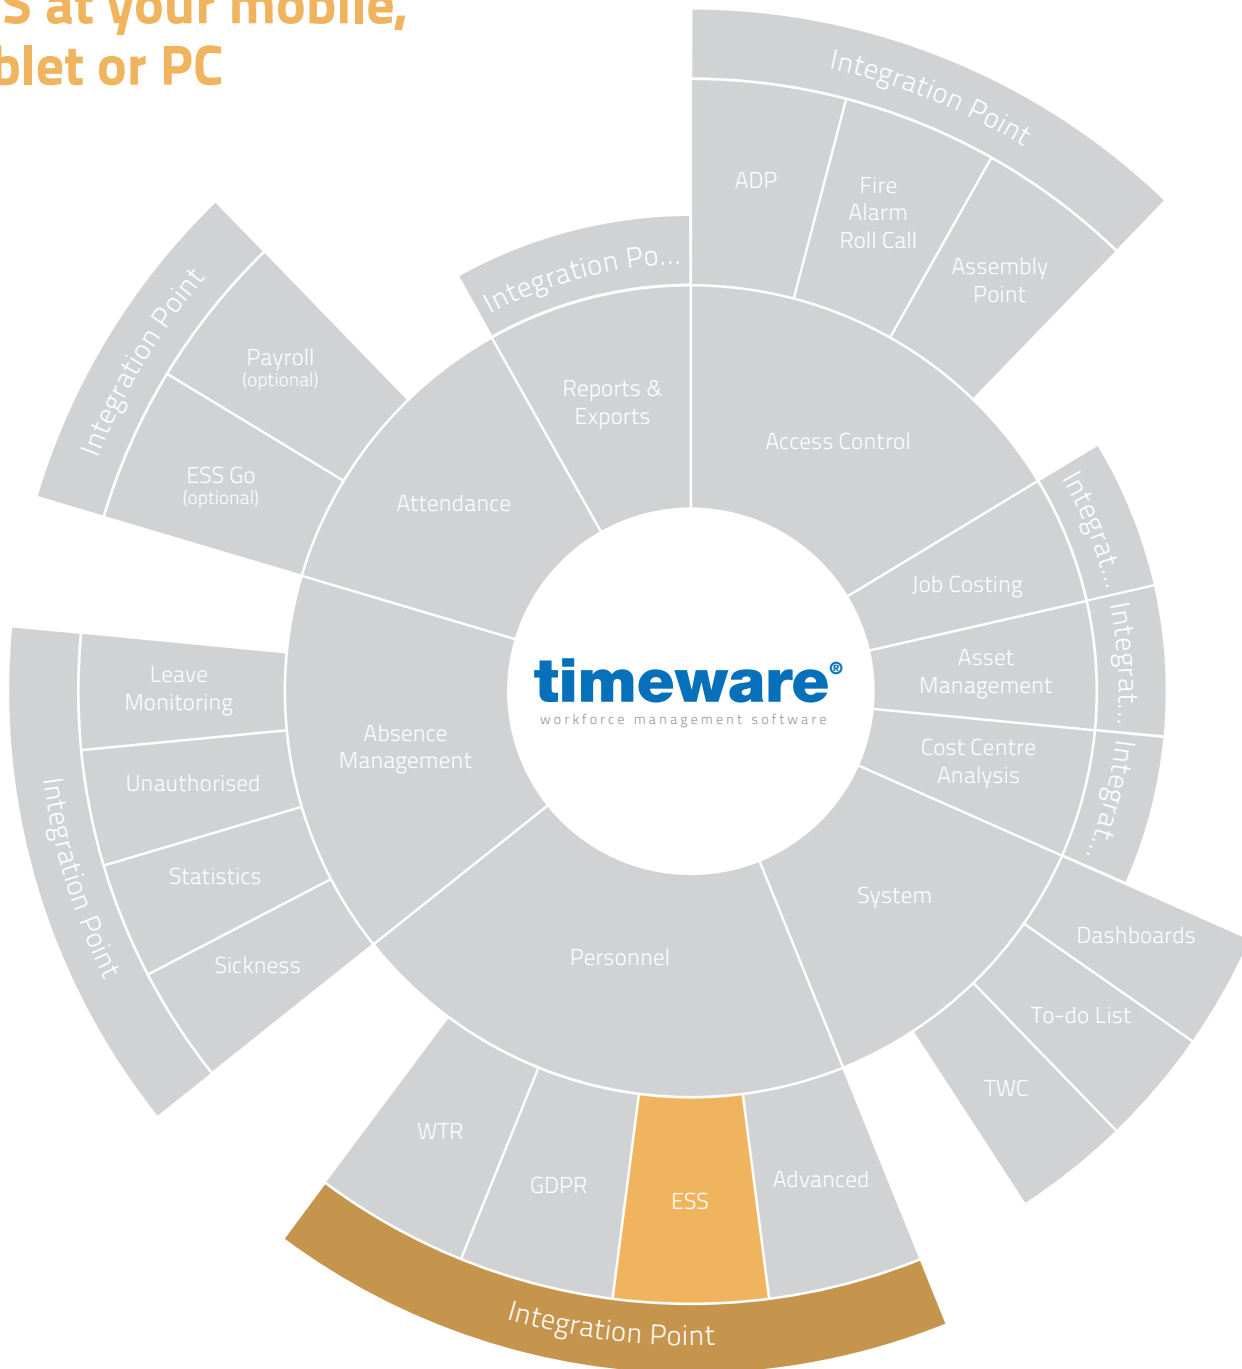 S at your mobile,
blet or PC
Integration Point
ADP
Fire
Alarm
Roll Call
Assembly
Point
Integration Po...
Reports &
Exports
Access Control
Integration Point
Payroll
(optional)
ESS Go
(optional)
Attendance
Integrat...
Job Costing
Integrat...
Asset
Management
Integrat...
Cost Centre
Analysis
timeware®
workforce management software
Leave
Monitoring
Absence
Management
Unauthorised
Statistics
Sickness
Integration Point
System
Dashboards
To-do List
TWC
Personnel
WTR
GDPR
ESS
Advanced
Integration Point